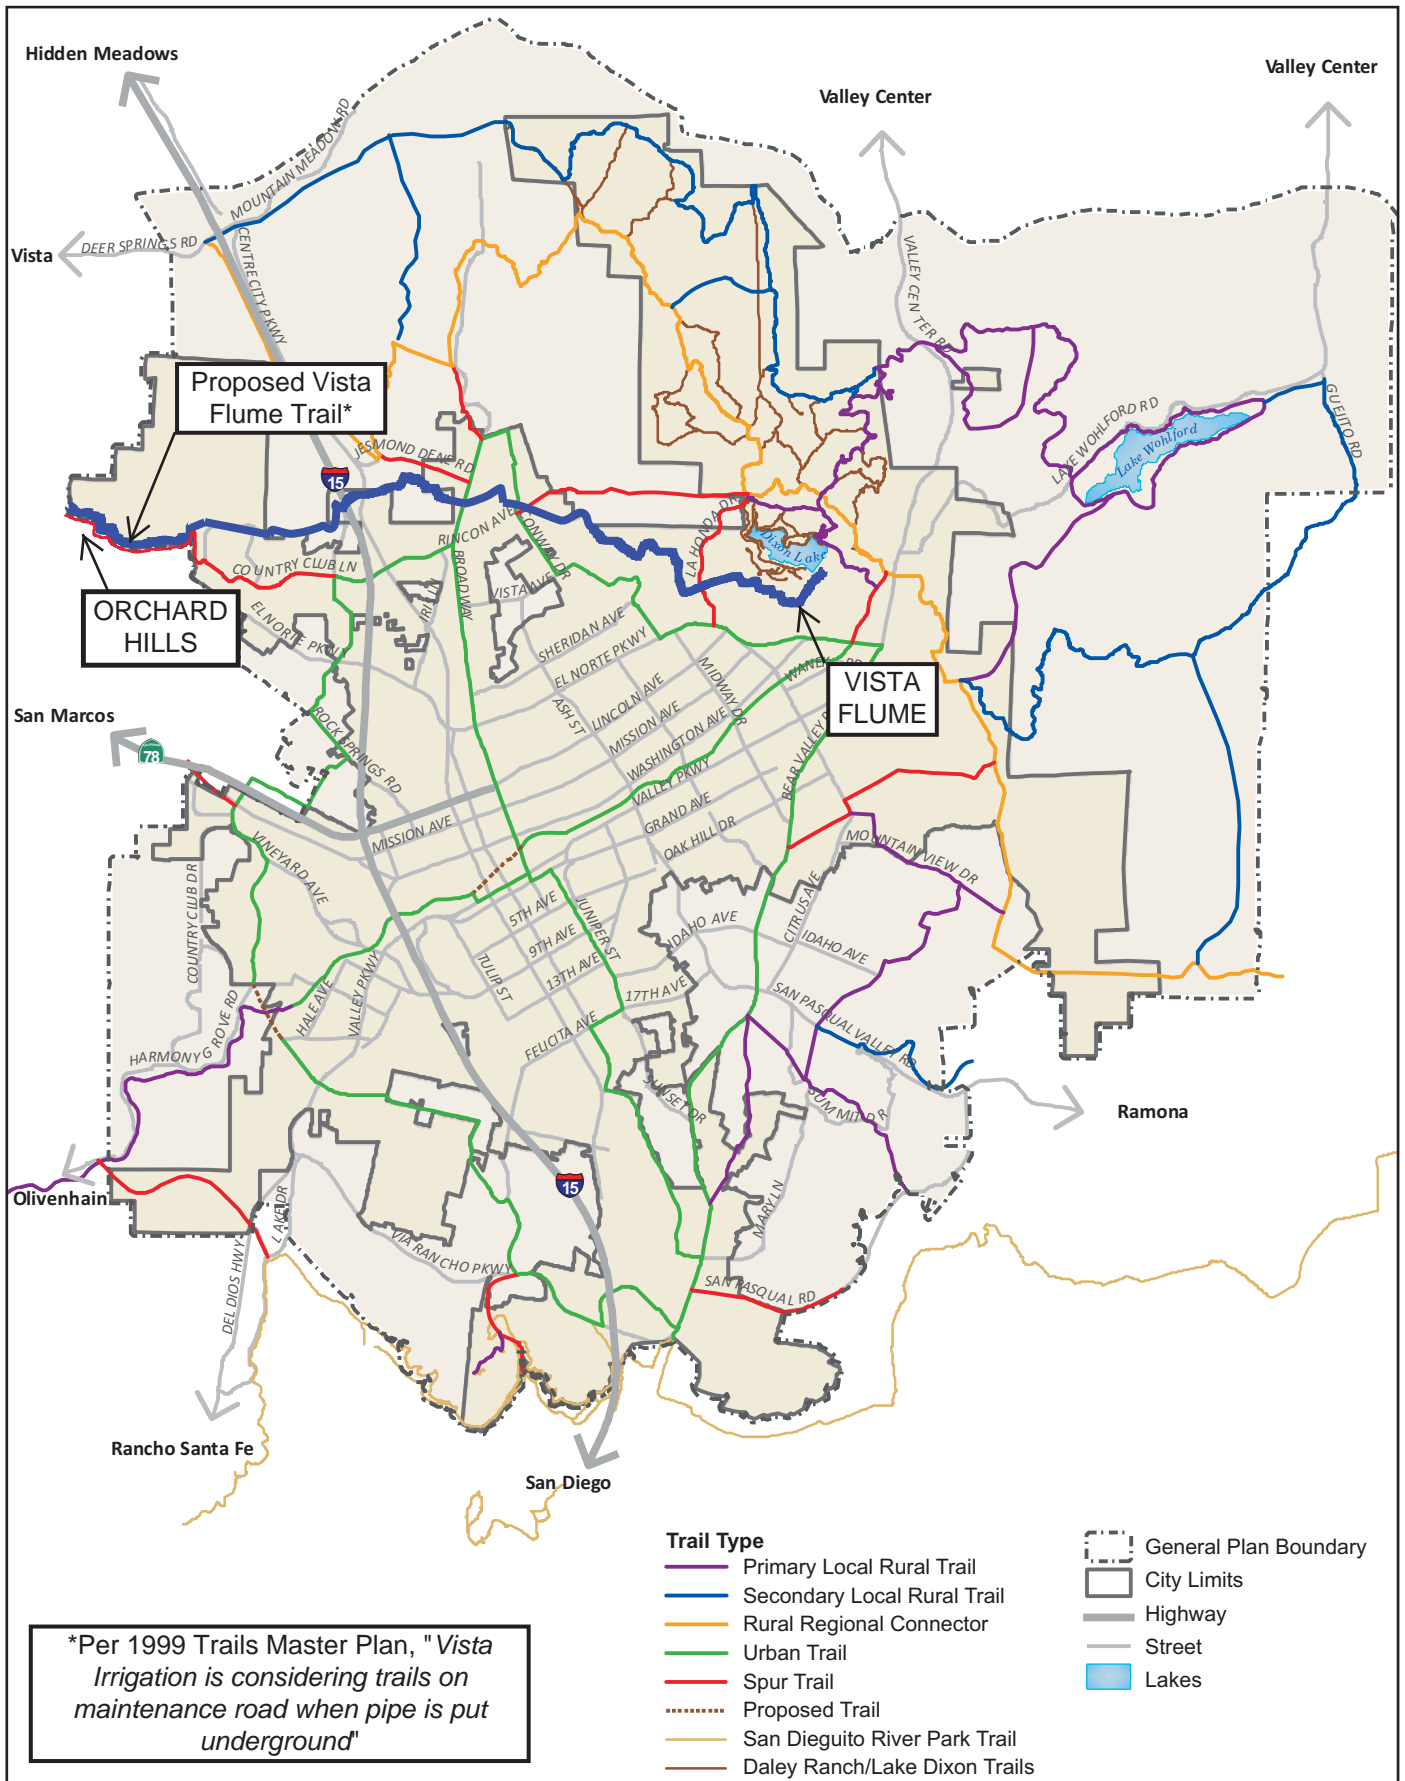 Hidden Meadows
Valley Center
Valley Center
MOUNTAIN MEADOW RD
DEER SPRINGS RD
Vista
CENTRE CITY PKWY
VALLEY CENTER RD
Proposed Vista
Flume Trail*
GUEJITO RD
LAKE WOHLFORD RD
Lake Wohlford
JESMOND DENE RD
15
RINCON AVE
CONWAY DR
LA HONDA DR
Dixon Lake
COUNTRY CLUB LN
BROADWAY
VISTA AVE
IRIS LN
ORCHARD
HILLS
EL NORTE PKWY
SHERIDAN AVE
EL NORTE PKWY
MIDWAY DR
VISTA
FLUME
LINCOLN AVE
ASH ST
MISSION AVE
WASHINGTON AVE
San Marcos
78
ROCK SPRINGS RD
VALLEY PKWY
BEAR VALLEY P
GRAND AVE
MISSION AVE
OAK HILL DR
MOUNTAIN VIEW DR
VINEYARD AVE
COUNTRY CLUB DR
5TH AVE
JUNIPER ST
CITRUS AVE
IDAHO AVE
IDAHO AVE
9TH AVE
TULIP ST
13TH AVE
17TH AVE
VALLEY PKWY
HALE AVE
SAN PASQUAL VALLEY RD
HARMONY GROVE RD
FELICITA AVE
SUNSET DR
SUMMIT DR
Ramona
15
Olivenhain
LAKE DR
MARY LN
VIA RANCHO PKWY
DEL DIOS HWY
SAN PASQUAL RD
Rancho Santa Fe
San Diego
Trail Type
Primary Local Rural Trail
Secondary Local Rural Trail
Rural Regional Connector
Urban Trail
Spur Trail
Proposed Trail
San Dieguito River Park Trail
Daley Ranch/Lake Dixon Trails
General Plan Boundary
City Limits
Highway
Street
Lakes
*Per 1999 Trails Master Plan, "Vista
Irrigation is considering trails on
maintenance road when pipe is put
underground"